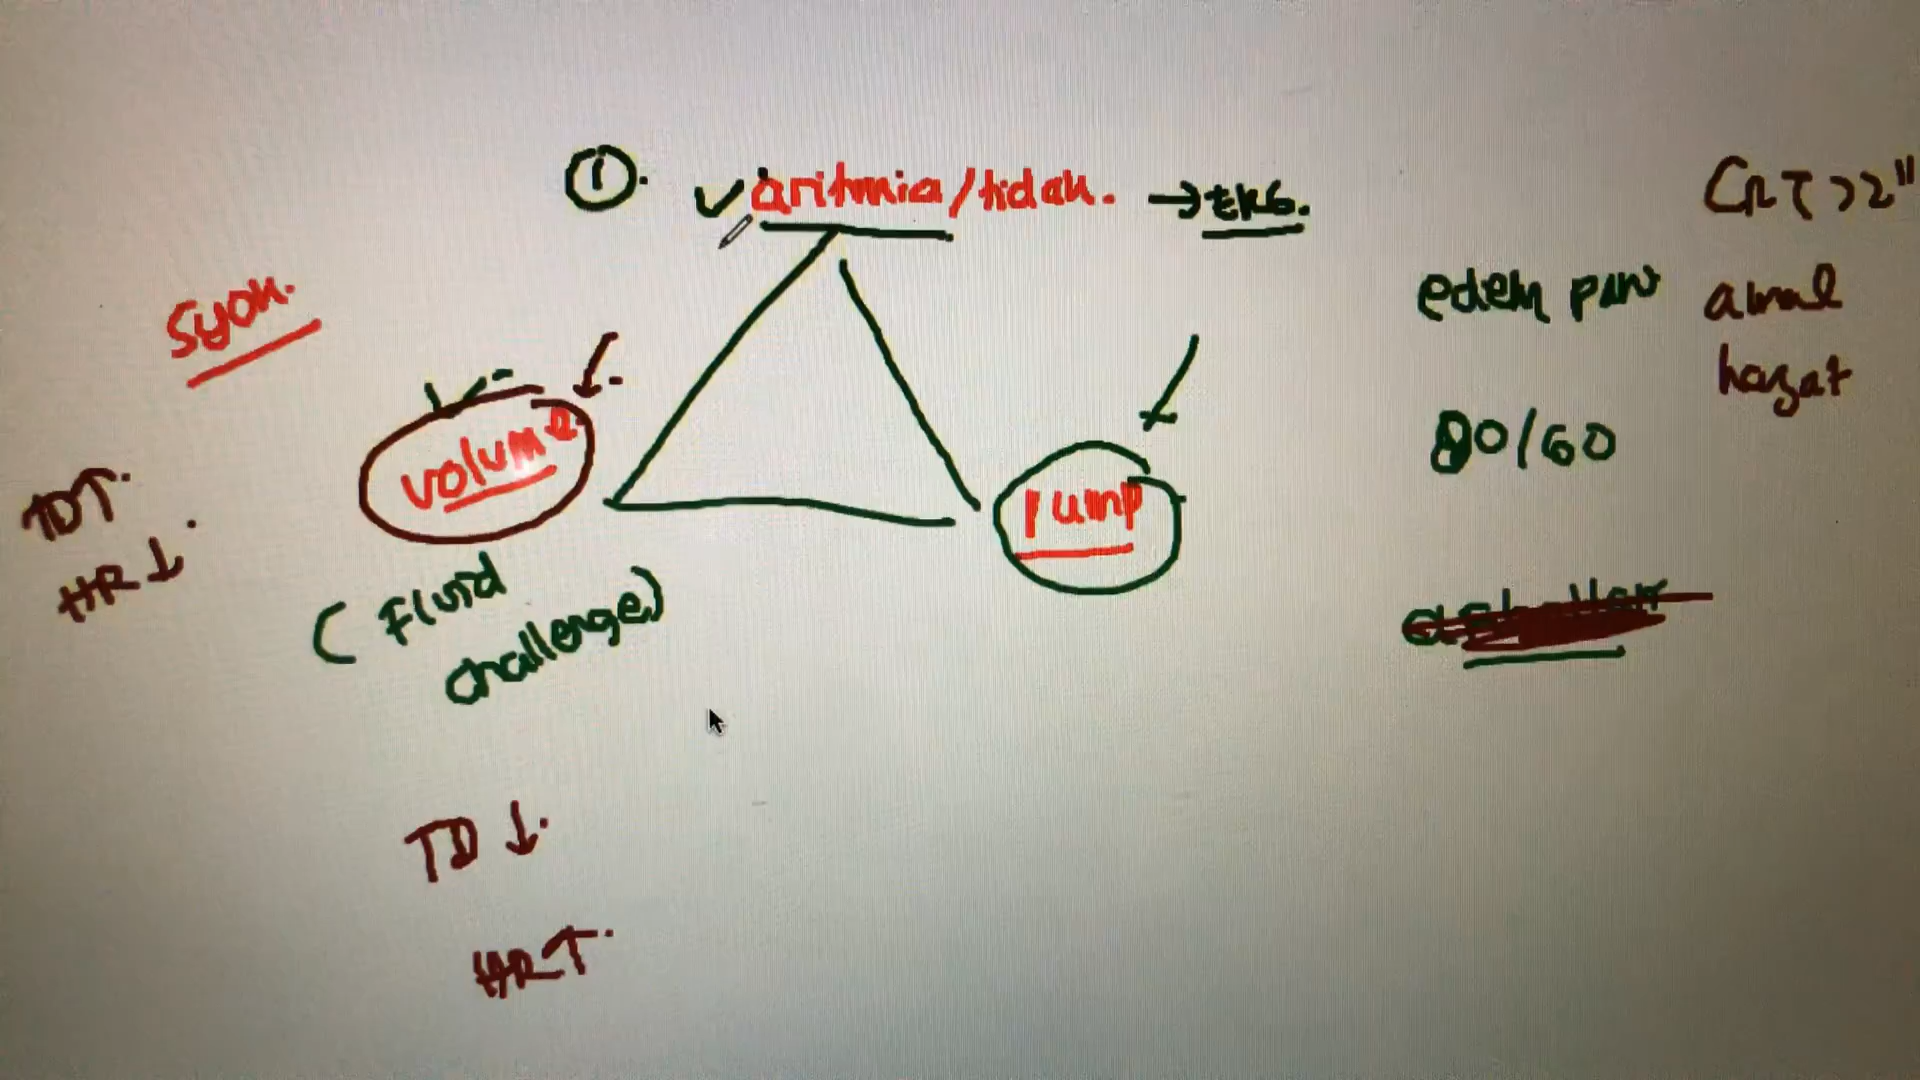 ①. ✓ aritmia/tidak. → EKG.
CRT >2"
Syok.
edem paru
akral
hangat
volume
80/60
pump
TD↑.
HR↓.
(Fluid
challenge)
TD↓.
HR↑.